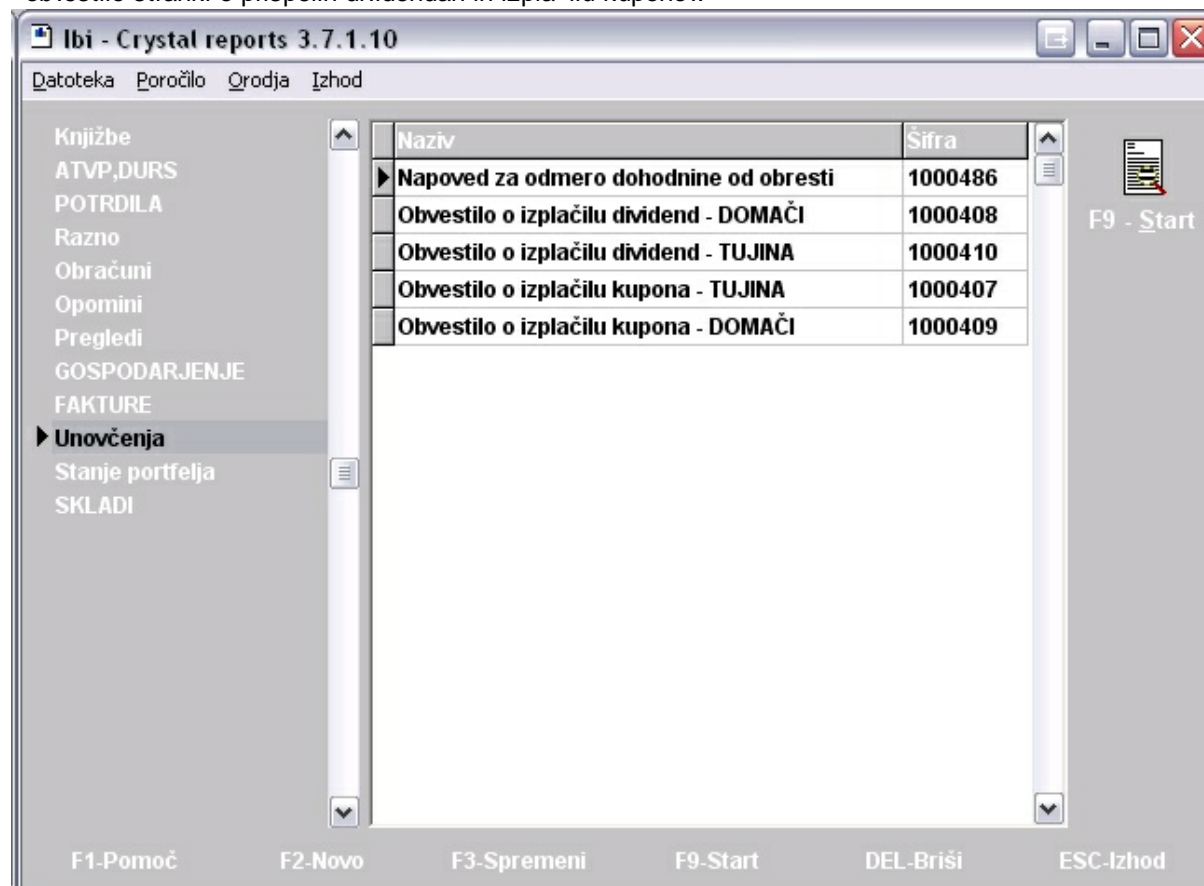 Ibi - Crystal reports 3.7.1.10
Datoteka Poročilo Orodja Izhod
Knjižbe
ATVP,DURS
POTRDILA
Razno
Obračuni
Opomini
Pregledi
GOSPODARJENJE
FAKTURE
Unovčenja
Stanje portfelja
SKLADI
Naziv Šifra
Napoved za odmero dohodnine od obresti 1000486
Obvestilo o izplačilu dividend - DOMAČI 1000408
Obvestilo o izplačilu dividend - TUJINA 1000410
Obvestilo o izplačilu kupona - TUJINA 1000407
Obvestilo o izplačilu kupona - DOMAČI 1000409
F9 - Start
F1-Pomoč F2-Novo F3-Spremeni F9-Start DEL-Briši ESC-Izhod